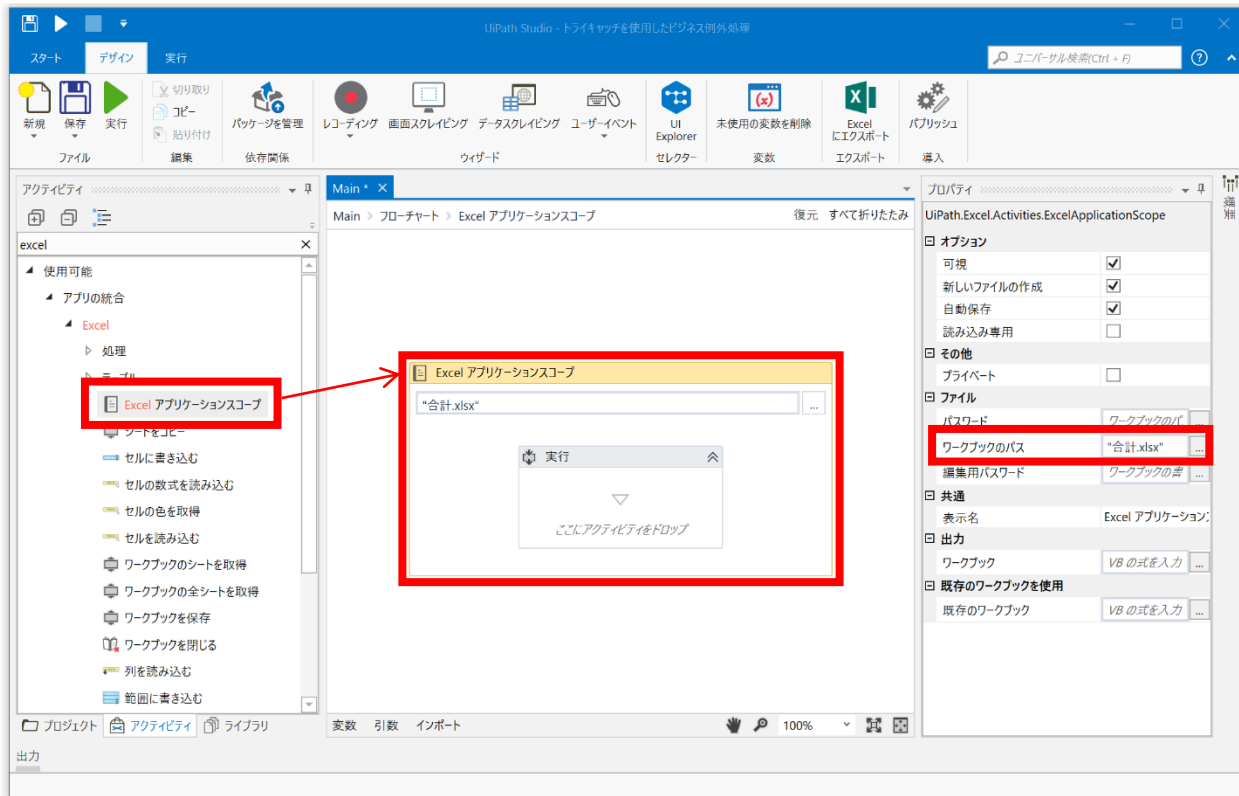 UiPath Studio - トライキャッチを使用したビジネス例外処理
スタート
デザイン
実行
ユニバーサル検索(Ctrl + F)
新規
保存
実行
切り取り
コピー
貼り付け
パッケージを管理
レコーディング
画面スクレイピング
データスクレイピング
ユーザーイベント
UI
Explorer
未使用の変数を削除
Excel
にエクスポート
パブリッシュ
ファイル
編集
依存関係
ウィザード
セレクター
変数
エクスポート
導入
アクティビティ
excel
使用可能
アプリの統合
Excel
処理
テーブル
Excel アプリケーションスコープ
シートをコピー
セルに書き込む
セルの数式を読み込む
セルの色を取得
セルを読み込む
ワークブックのシートを取得
ワークブックの全シートを取得
ワークブックを保存
ワークブックを閉じる
列を読み込む
範囲に書き込む
プロジェクト
アクティビティ
ライブラリ
出力
Main *
Main > フローチャート > Excel アプリケーションスコープ
復元 すべて折りたたみ
Excel アプリケーションスコープ
"合計.xlsx"
...
実行
ここにアクティビティをドロップ
変数 引数 インポート
100%
プロパティ
UiPath.Excel.Activities.ExcelApplicationScope
オプション
可視
新しいファイルの作成
自動保存
読み込み専用
その他
プライベート
ファイル
パスワード ワークブックのパ ...
ワークブックのパス "合計.xlsx" ...
編集用パスワード ワークブックの書 ...
共通
表示名 Excel アプリケーション
出力
ワークブック VB の式を入力 ...
既存のワークブックを使用
既存のワークブック VB の式を入力 ...